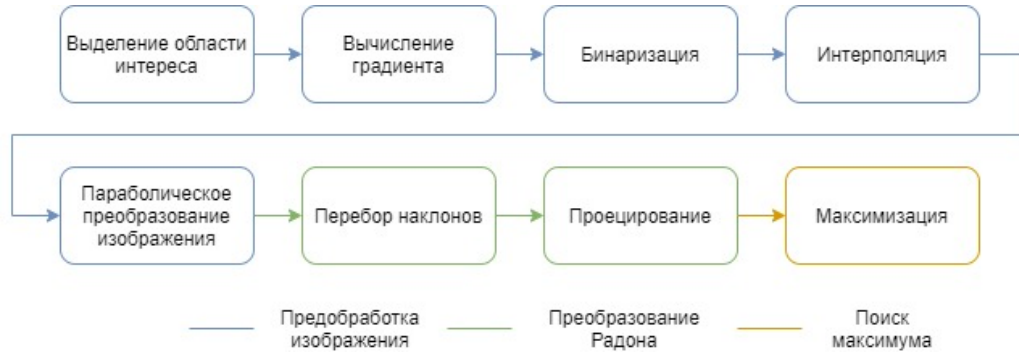 Выделение области
интереса
Вычисление
градиента
Бинаризация
Интерполяция
Параболическое
преобразование
изображения
Перебор наклонов
Проецирование
Максимизация
Предобработка
изображения
Преобразование
Радона
Поиск
максимума